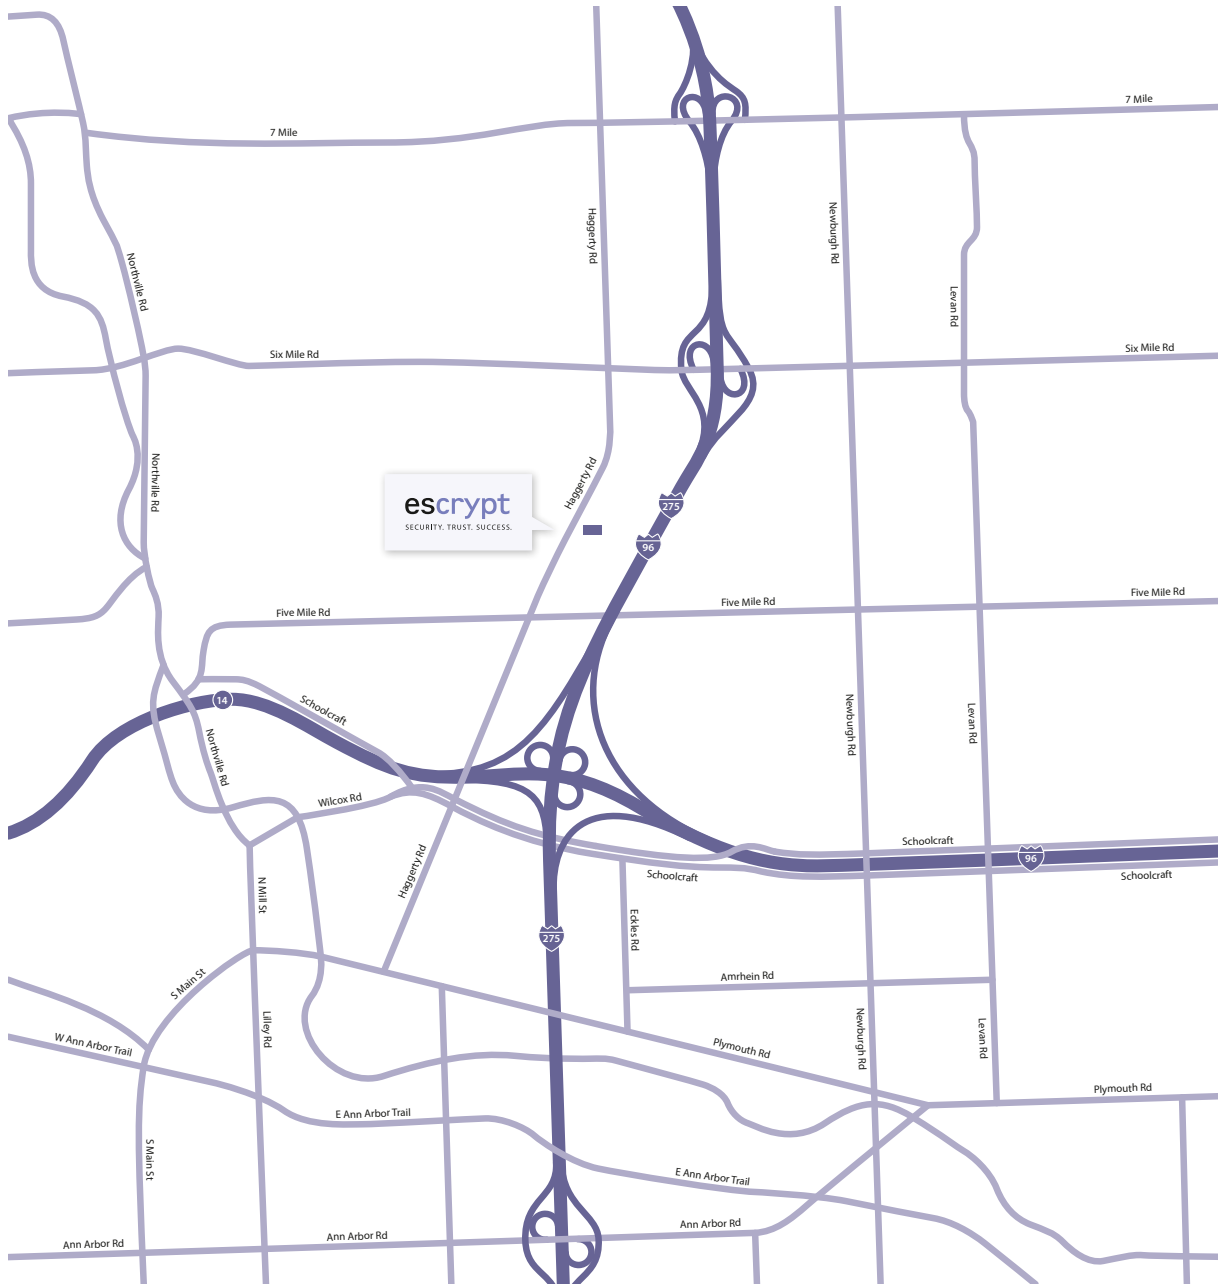 7 Mile
7 Mile
Haggerty Rd
Newburgh Rd
Northville Rd
Levan Rd
Six Mile Rd
Six Mile Rd
Northville Rd
Haggerty Rd
escrypt
SECURITY. TRUST. SUCCESS.
275
96
Five Mile Rd
Five Mile Rd
Five Mile Rd
14
Schoolcraft
Newburgh Rd
Levan Rd
Northville Rd
Wilcox Rd
Schoolcraft
96
Haggerty Rd
Schoolcraft
Schoolcraft
N Mill St
Eckles Rd
275
Amrhein Rd
S Main St
Lilley Rd
Newburgh Rd
Levan Rd
W Ann Arbor Trail
Plymouth Rd
Plymouth Rd
E Ann Arbor Trail
S Main St
E Ann Arbor Trail
Ann Arbor Rd
Ann Arbor Rd
Ann Arbor Rd